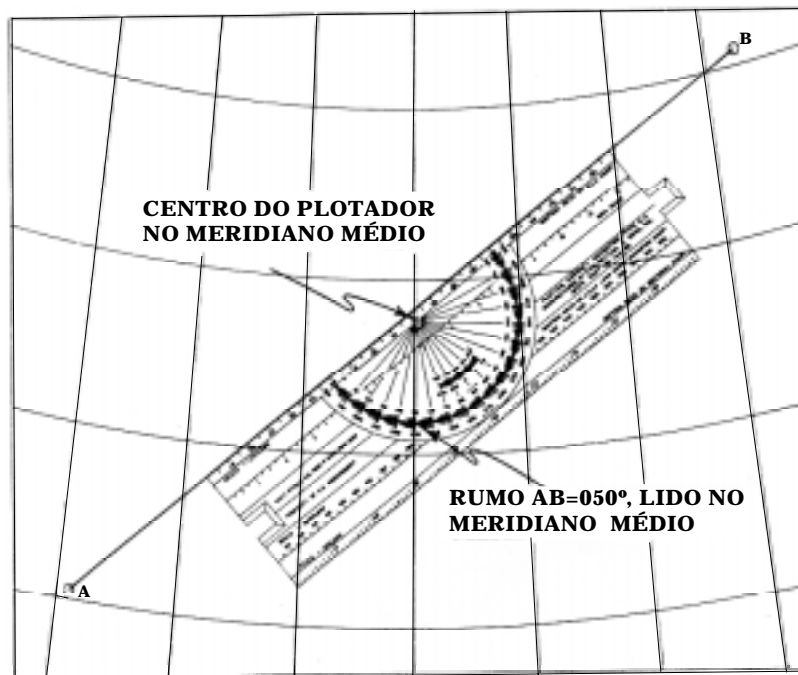 B
CENTRO DO PLOTADOR
NO MERIDIANO MÉDIO
RUMO AB=050º, LIDO NO
MERIDIANO MÉDIO
A